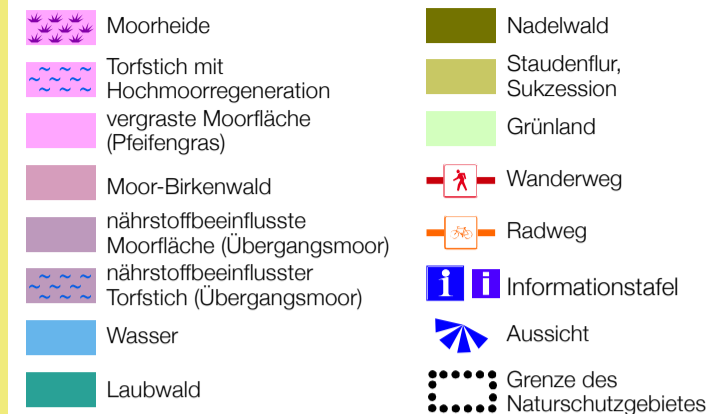 Moorheide
Torfstich mit
Hochmoorregeneration
vergraste Moorfläche
(Pfeifengras)
Moor-Birkenwald
nährstoffbeeinflusste
Moorfläche (Übergangsmoor)
nährstoffbeeinflusster
Torfstich (Übergangsmoor)
Wasser
Laubwald
Nadelwald
Staudenflur,
Sukzession
Grünland
Wanderweg
Radweg
i i Informationstafel
Aussicht
Grenze des
Naturschutzgebietes